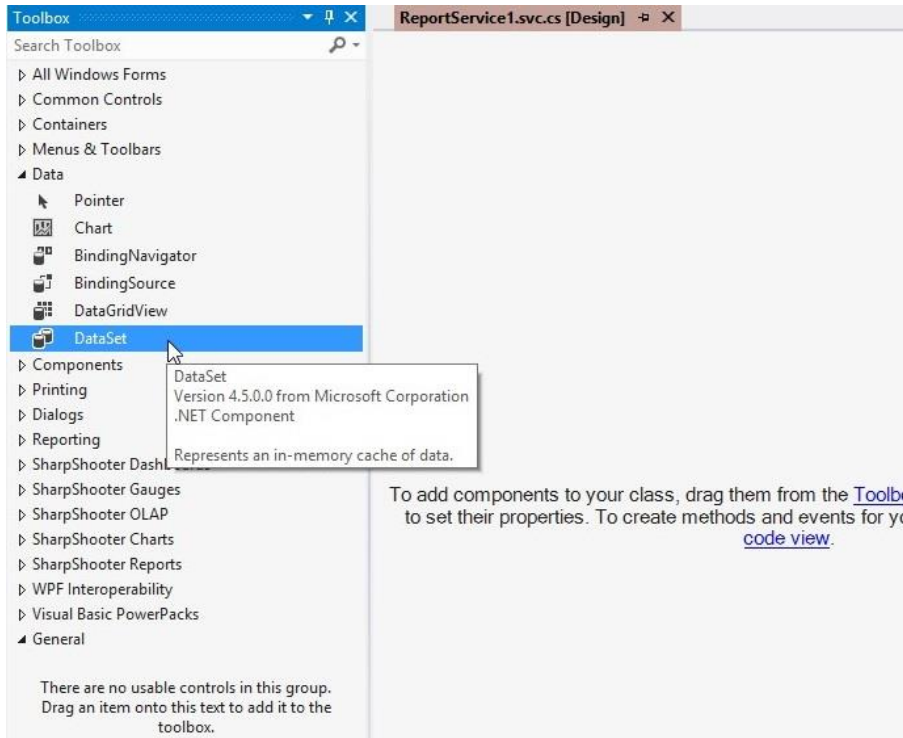 Toolbox
Search Toolbox
All Windows Forms
Common Controls
Containers
Menus & Toolbars
Data
Pointer
Chart
BindingNavigator
BindingSource
DataGridView
DataSet
Components
Printing
Dialogs
Reporting
SharpShooter
SharpShooter Gauges
SharpShooter OLAP
SharpShooter Charts
SharpShooter Reports
WPF Interoperability
Visual Basic PowerPacks
General
There are no usable controls in this group.
Drag an item onto this text to add it to the
toolbox.
DataSet
Version 4.5.0.0 from Microsoft Corporation
.NET Component
Represents an in-memory cache of data.
ReportService1.svc.cs [Design]
To add components to your class, drag them from the
to set their properties. To create methods and events for
code view.